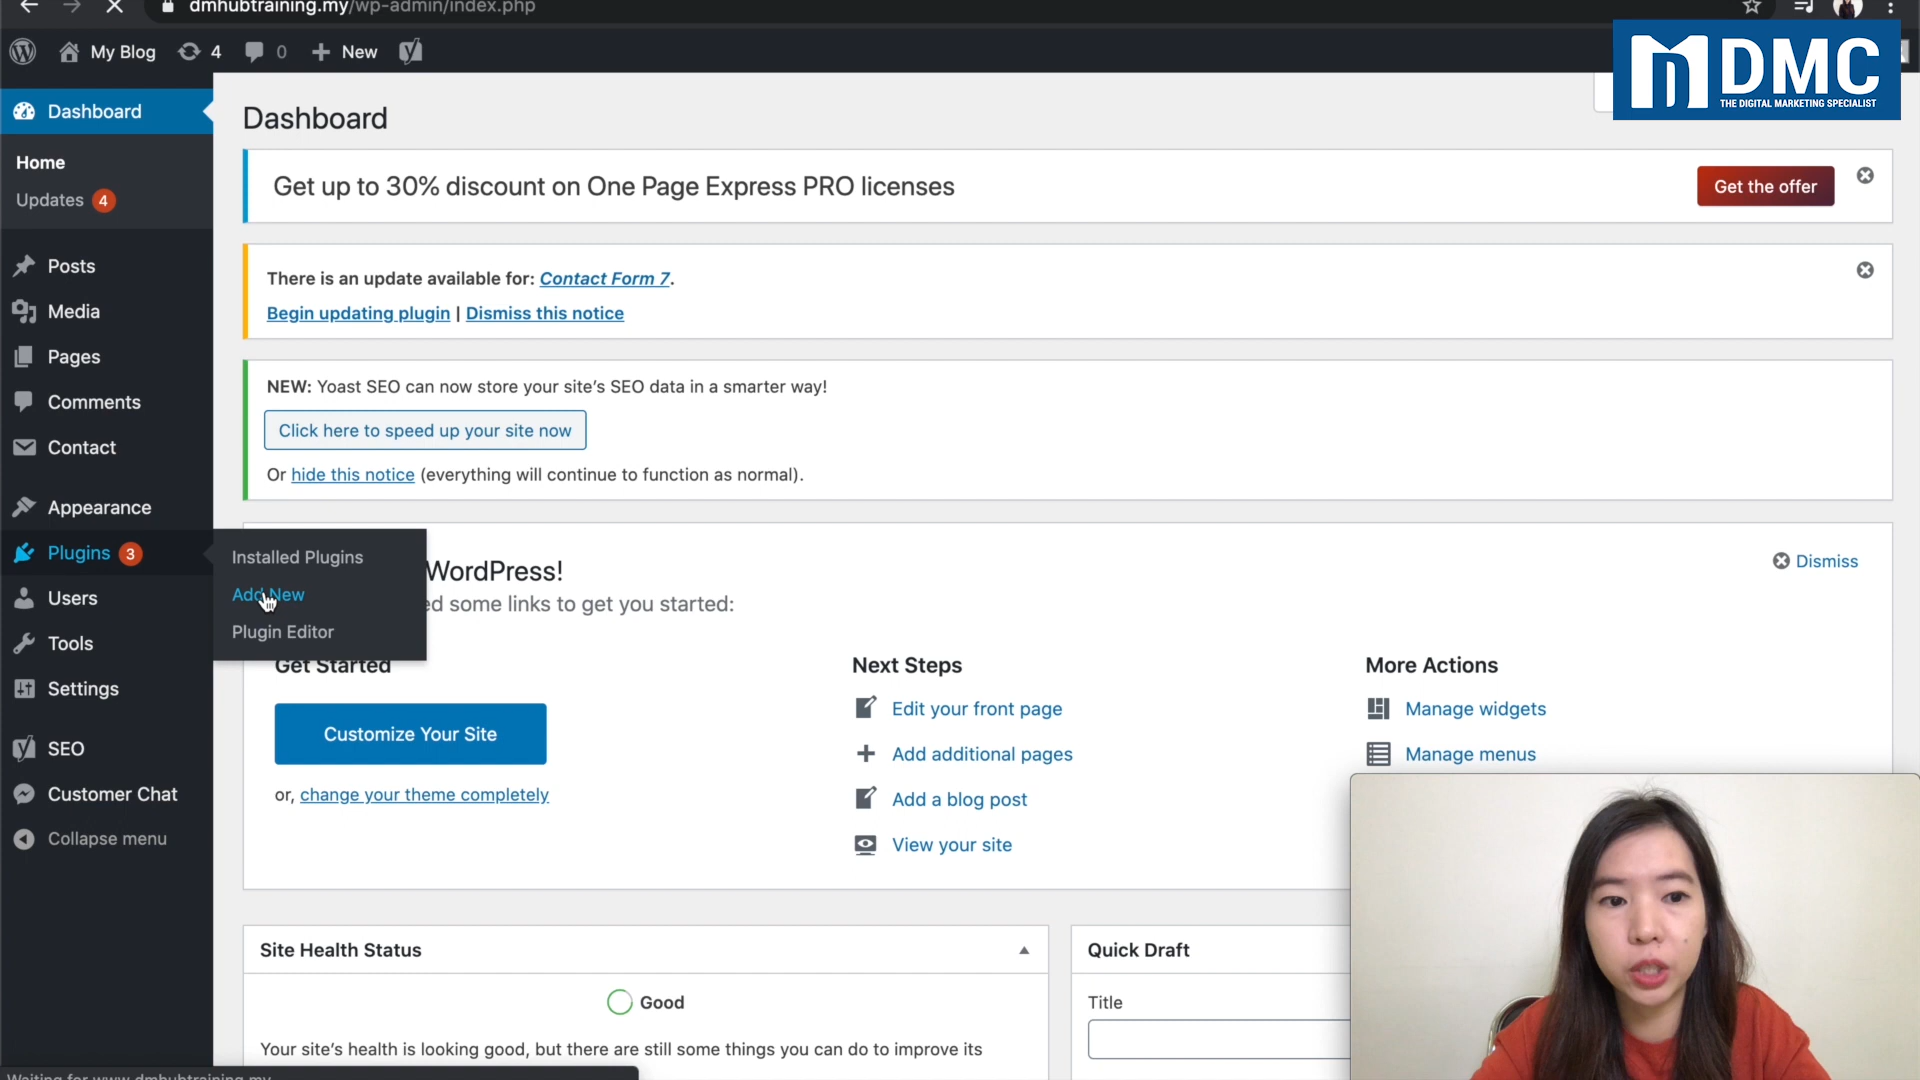 dmhubtraining.my/wp-admin/index.php
My Blog 4 0 New
DMC
THE DIGITAL MARKETING SPECIALIST
Dashboard
Home
Updates 4
Posts
Media
Pages
Comments
Contact
Appearance
Plugins 3
Users
Tools
Settings
SEO
Customer Chat
Collapse menu
Installed Plugins
Add New
Plugin Editor
Dashboard
Get up to 30% discount on One Page Express PRO licenses
Get the offer
There is an update available for: Contact Form 7.
Begin updating plugin | Dismiss this notice
NEW: Yoast SEO can now store your site's SEO data in a smarter way!
Click here to speed up your site now
Or hide this notice (everything will continue to function as normal).
WordPress!
Dismiss
some links to get you started:
Get Started
Customize Your Site
or, change your theme completely
Next Steps
Edit your front page
Add additional pages
Add a blog post
View your site
More Actions
Manage widgets
Manage menus
Site Health Status
Good
Your site's health is looking good, but there are still some things you can do to improve its
Quick Draft
Title
Waiting for www.dmhubtraining.my